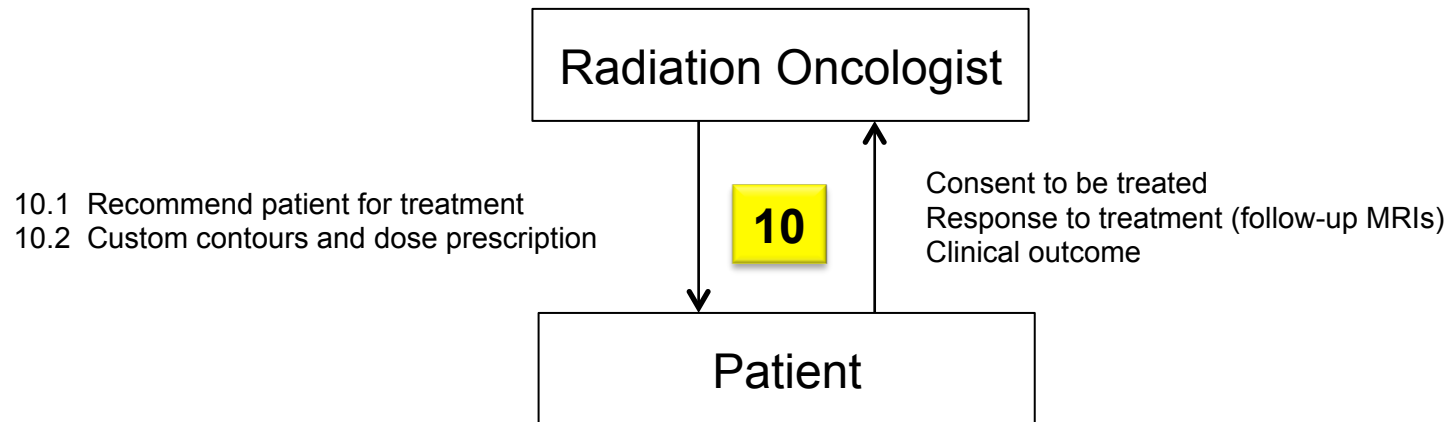 Radiation Oncologist
10.1 Recommend patient for treatment
10.2 Custom contours and dose prescription
10
Consent to be treated
Response to treatment (follow-up MRIs)
Clinical outcome
Patient